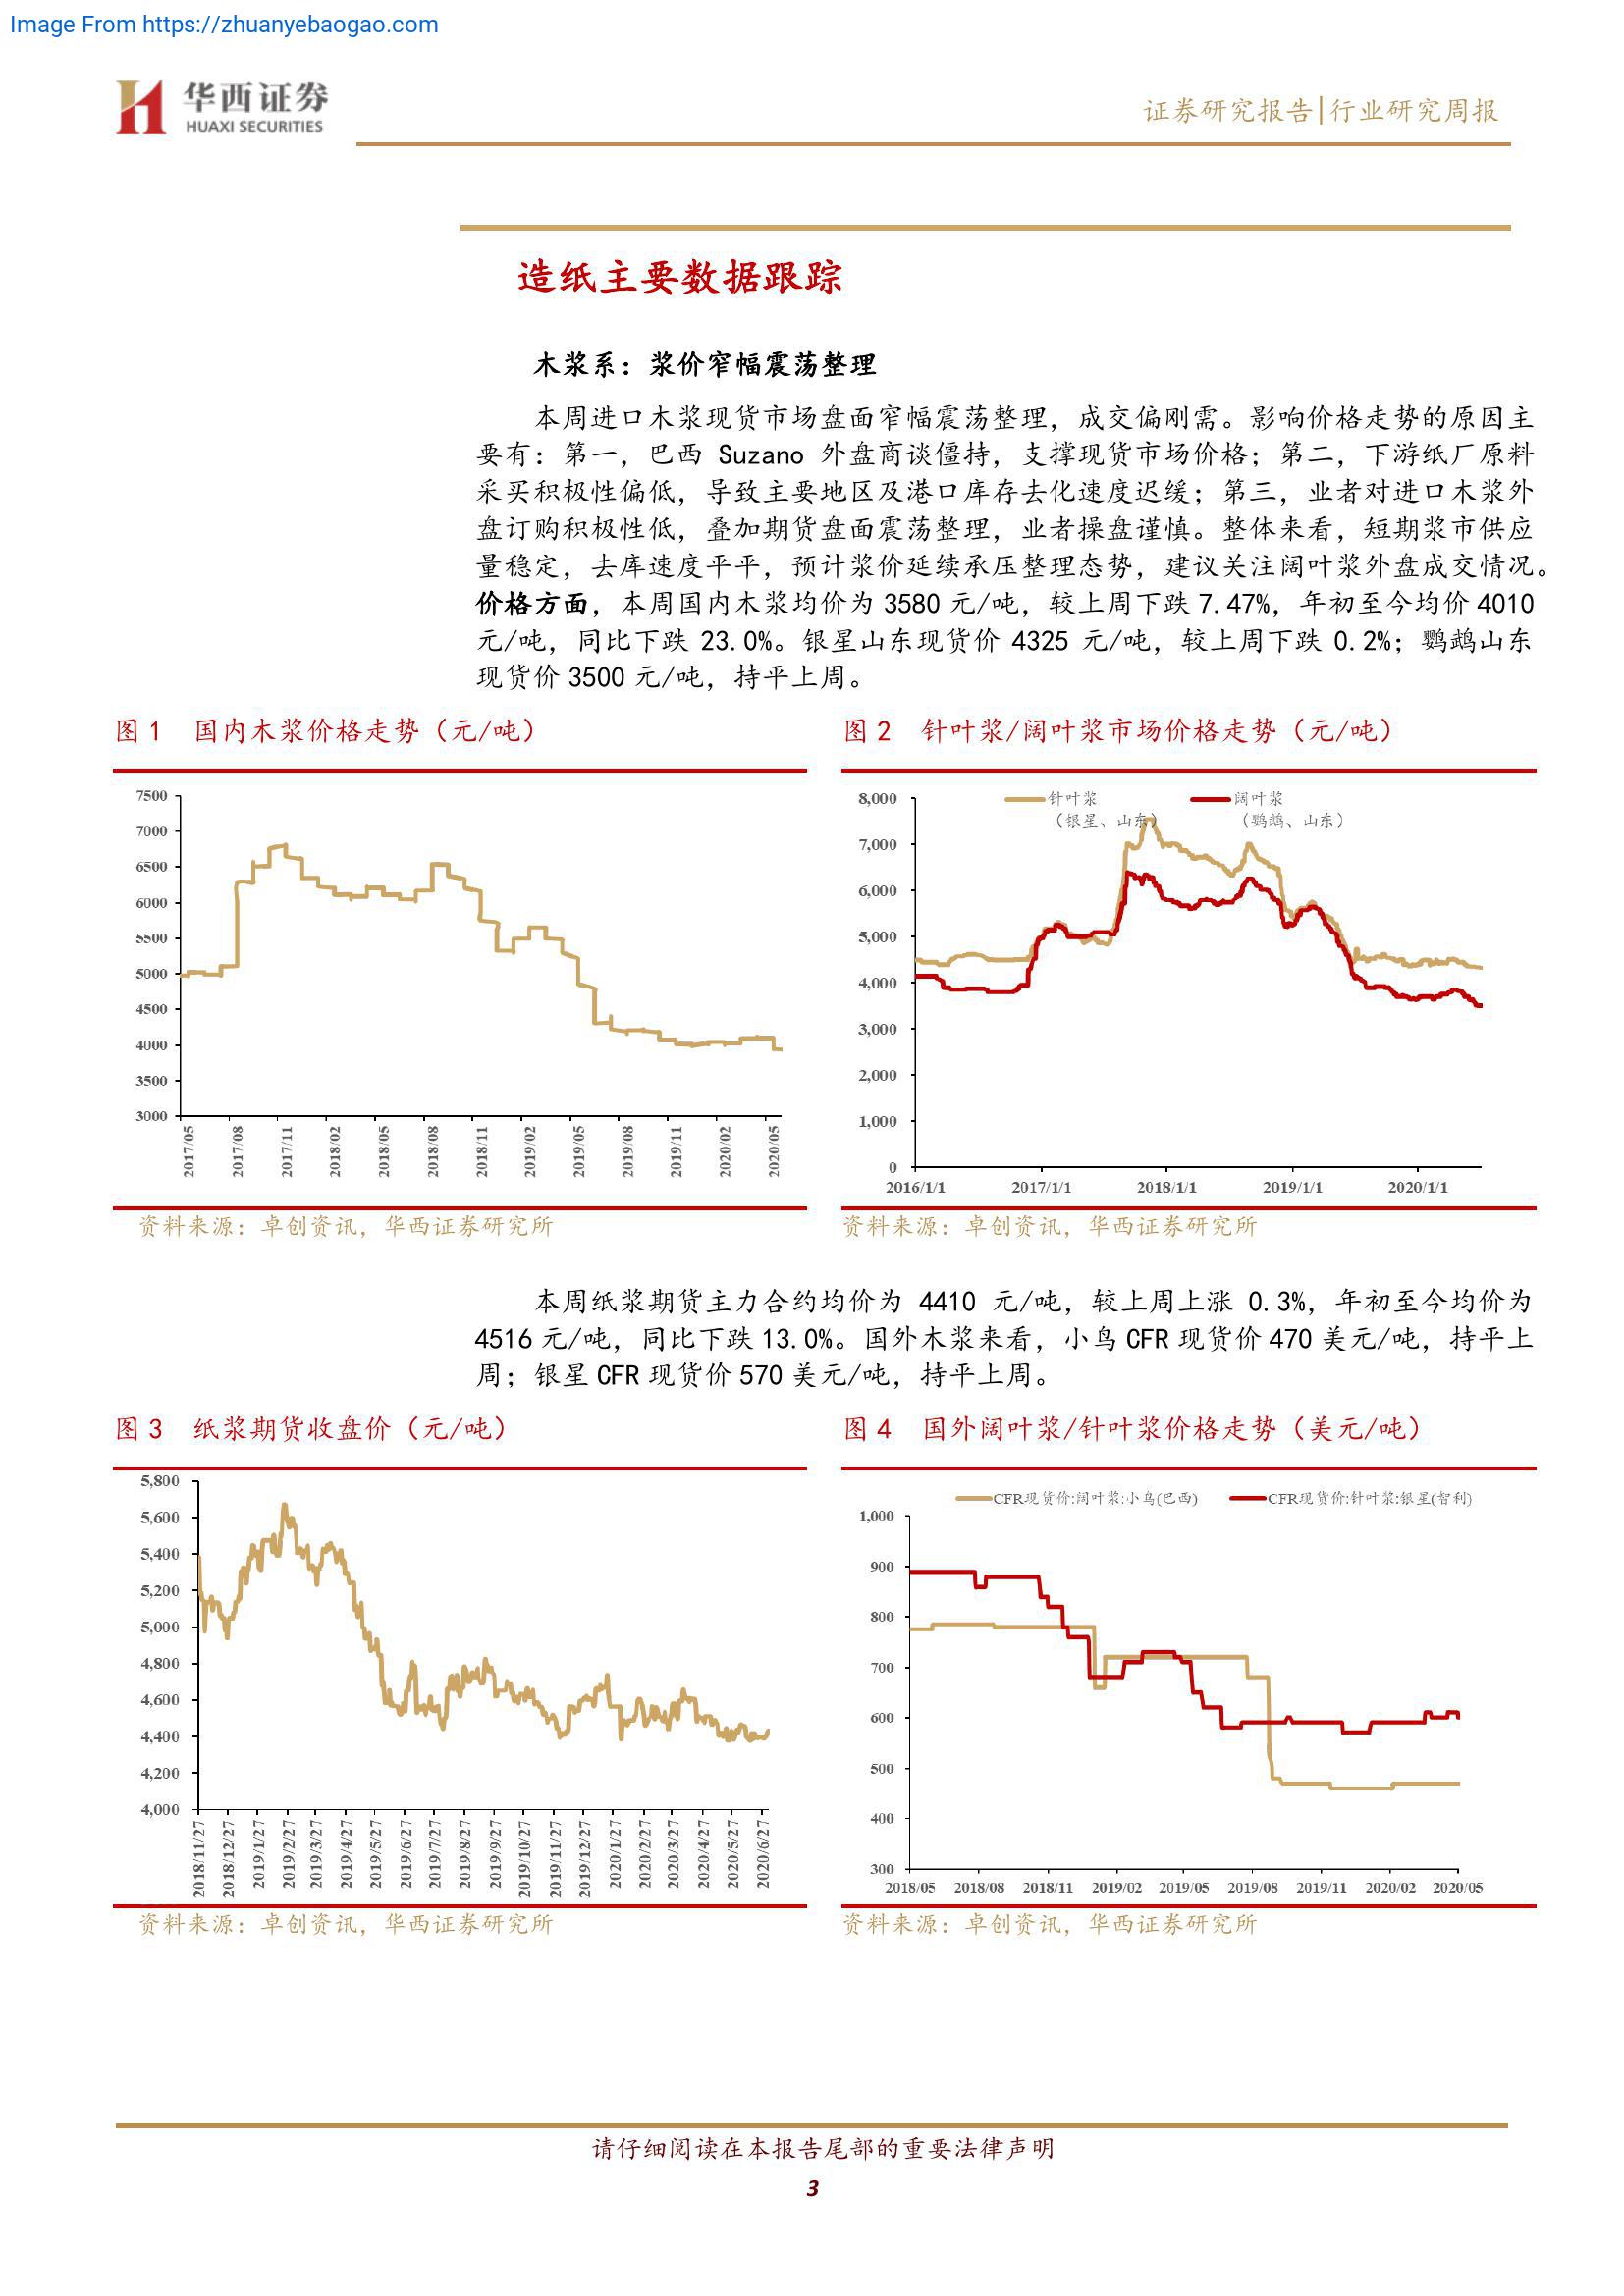 Image From https://zhuanyebaogao.com
华西证券
HUAXI SECURITIES
证券研究报告|行业研究周报
造纸主要数据跟踪
木浆系：浆价窄幅震荡整理
本周进口木浆现货市场盘面窄幅震荡整理，成交偏刚需。影响价格走势的原因主
要有：第一，巴西 Suzano 外盘商谈僵持，支撑现货市场价格；第二，下游纸厂原料
采买积极性偏低，导致主要地区及港口库存去化速度迟缓；第三，业者对进口木浆外
盘订购积极性低，叠加期货盘面震荡整理，业者操盘谨慎。整体来看，短期浆市供应
量稳定，去库速度平平，预计浆价延续承压整理态势，建议关注阔叶浆外盘成交情况。
价格方面，本周国内木浆均价为 3580 元/吨，较上周下跌 7.47%，年初至今均价 4010
元/吨，同比下跌 23.0%。银星山东现货价 4325 元/吨，较上周下跌 0.2%；鹦鹉山东
现货价 3500 元/吨，持平上周。
图 1 国内木浆价格走势（元/吨）
7500
7000
6500
6000
5500
5000
4500
4000
3500
3000
2017/05
2017/08
2017/11
2018/02
2018/05
2018/08
2018/11
2019/02
2019/05
2019/08
2019/11
2020/02
2020/05
资料来源：卓创资讯，华西证券研究所
图 2 针叶浆/阔叶浆市场价格走势（元/吨）
针叶浆
（银星、山东）
阔叶浆
（鹦鹉、山东）
8,000
7,000
6,000
5,000
4,000
3,000
2,000
1,000
0
2016/1/1 2017/1/1 2018/1/1 2019/1/1 2020/1/1
资料来源：卓创资讯，华西证券研究所
本周纸浆期货主力合约均价为 4410 元/吨，较上周上涨 0.3%，年初至今均价为
4516 元/吨，同比下跌 13.0%。国外木浆来看，小鸟 CFR 现货价 470 美元/吨，持平上
周；银星 CFR 现货价 570 美元/吨，持平上周。
图 3 纸浆期货收盘价（元/吨）
5,800
5,600
5,400
5,200
5,000
4,800
4,600
4,400
4,200
4,000
2018/11/27
2018/12/27
2019/1/27
2019/2/27
2019/3/27
2019/4/27
2019/5/27
2019/6/27
2019/7/27
2019/8/27
2019/9/27
2019/10/27
2019/11/27
2019/12/27
2020/1/27
2020/2/27
2020/3/27
2020/4/27
2020/5/27
2020/6/27
资料来源：卓创资讯，华西证券研究所
图 4 国外阔叶浆/针叶浆价格走势（美元/吨）
CFR现货价:阔叶浆:小鸟(巴西) CFR现货价:针叶浆:银星(智利)
1,000
900
800
700
600
500
400
300
2018/05 2018/08 2018/11 2019/02 2019/05 2019/08 2019/11 2020/02 2020/05
资料来源：卓创资讯，华西证券研究所
请仔细阅读在本报告尾部的重要法律声明
3